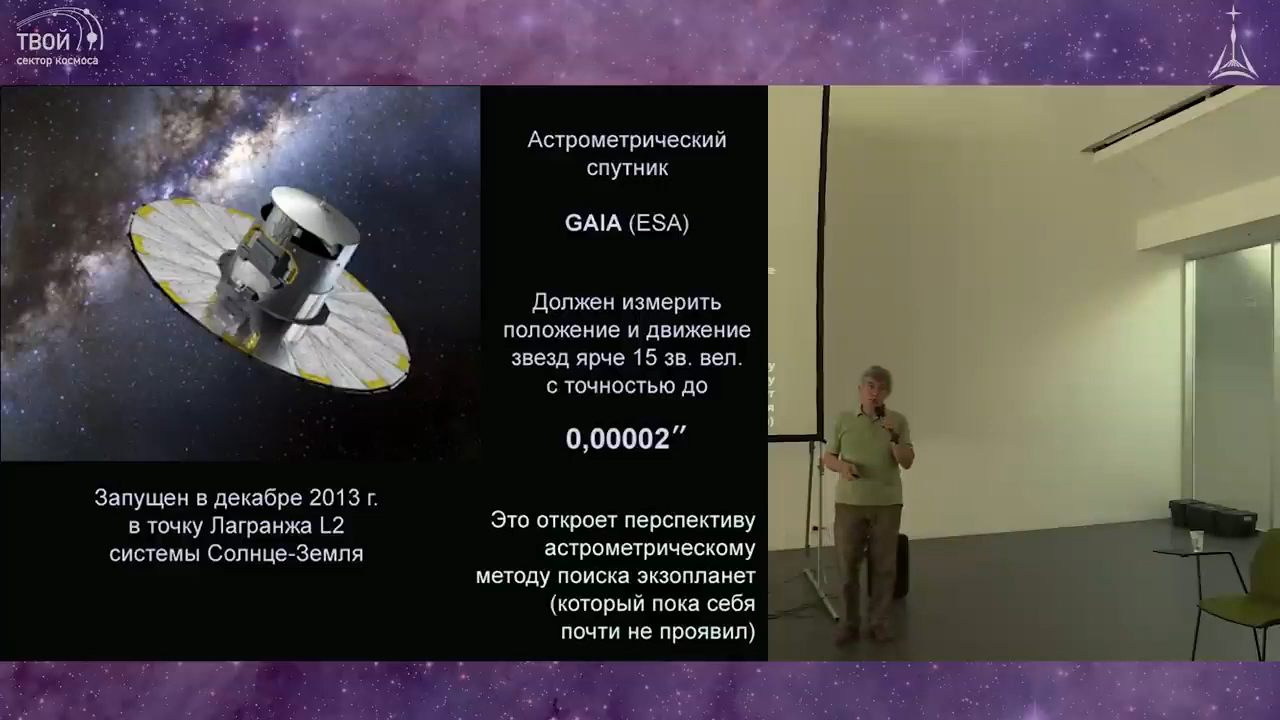 ТВОЙ
сектор космоса
Астрометрический
спутник
GAIA (ESA)
Должен измерить
положение и движение
звезд ярче 15 зв. вел.
с точностью до
0,00002″
Запущен в декабре 2013 г.
в точку Лагранжа L2
системы Солнце-Земля
Это откроет перспективу
астрометрическому
методу поиска экзопланет
(который пока себя
почти не проявил)